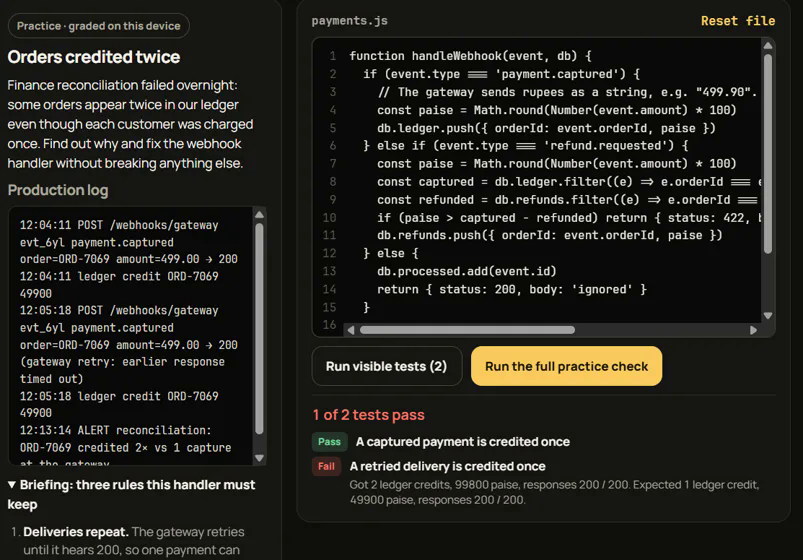 Practice · graded on this device
Orders credited twice
Finance reconciliation failed overnight:
some orders appear twice in our ledger
even though each customer was charged
once. Find out why and fix the webhook
handler without breaking anything else.
Production log
12:04:11 POST /webhooks/gateway
evt_6yl payment.captured
order=ORD-7069 amount=499.00 → 200
12:04:11 ledger credit ORD-7069
49900
12:05:18 POST /webhooks/gateway
evt_6yl payment.captured
order=ORD-7069 amount=499.00 → 200
(gateway retry: earlier response
timed out)
12:05:18 ledger credit ORD-7069
49900
12:13:14 ALERT reconciliation:
ORD-7069 credited 2× vs 1 capture
at the gateway
▼ Briefing: three rules this handler must
keep
1. Deliveries repeat. The gateway retries
until it hears 200, so one payment can
payments.js
Reset file
1 function handleWebhook(event, db) {
2 if (event.type === 'payment.captured') {
3 // The gateway sends rupees as a string, e.g. "499.90".
4 const paise = Math.round(Number(event.amount) * 100)
5 db.ledger.push({ orderId: event.orderId, paise })
6 } else if (event.type === 'refund.requested') {
7 const paise = Math.round(Number(event.amount) * 100)
8 const captured = db.ledger.filter((e) => e.orderId === e
9 const refunded = db.refunds.filter((e) => e.orderId ===
10 if (paise > captured - refunded) return { status: 422, b
11 db.refunds.push({ orderId: event.orderId, paise })
12 } else {
13 db.processed.add(event.id)
14 return { status: 200, body: 'ignored' }
15 }
16
Run visible tests (2)
Run the full practice check
1 of 2 tests pass
Pass A captured payment is credited once
Fail A retried delivery is credited once
Got 2 ledger credits, 99800 paise, responses 200 / 200. Expected 1 ledger credit,
49900 paise, responses 200 / 200.